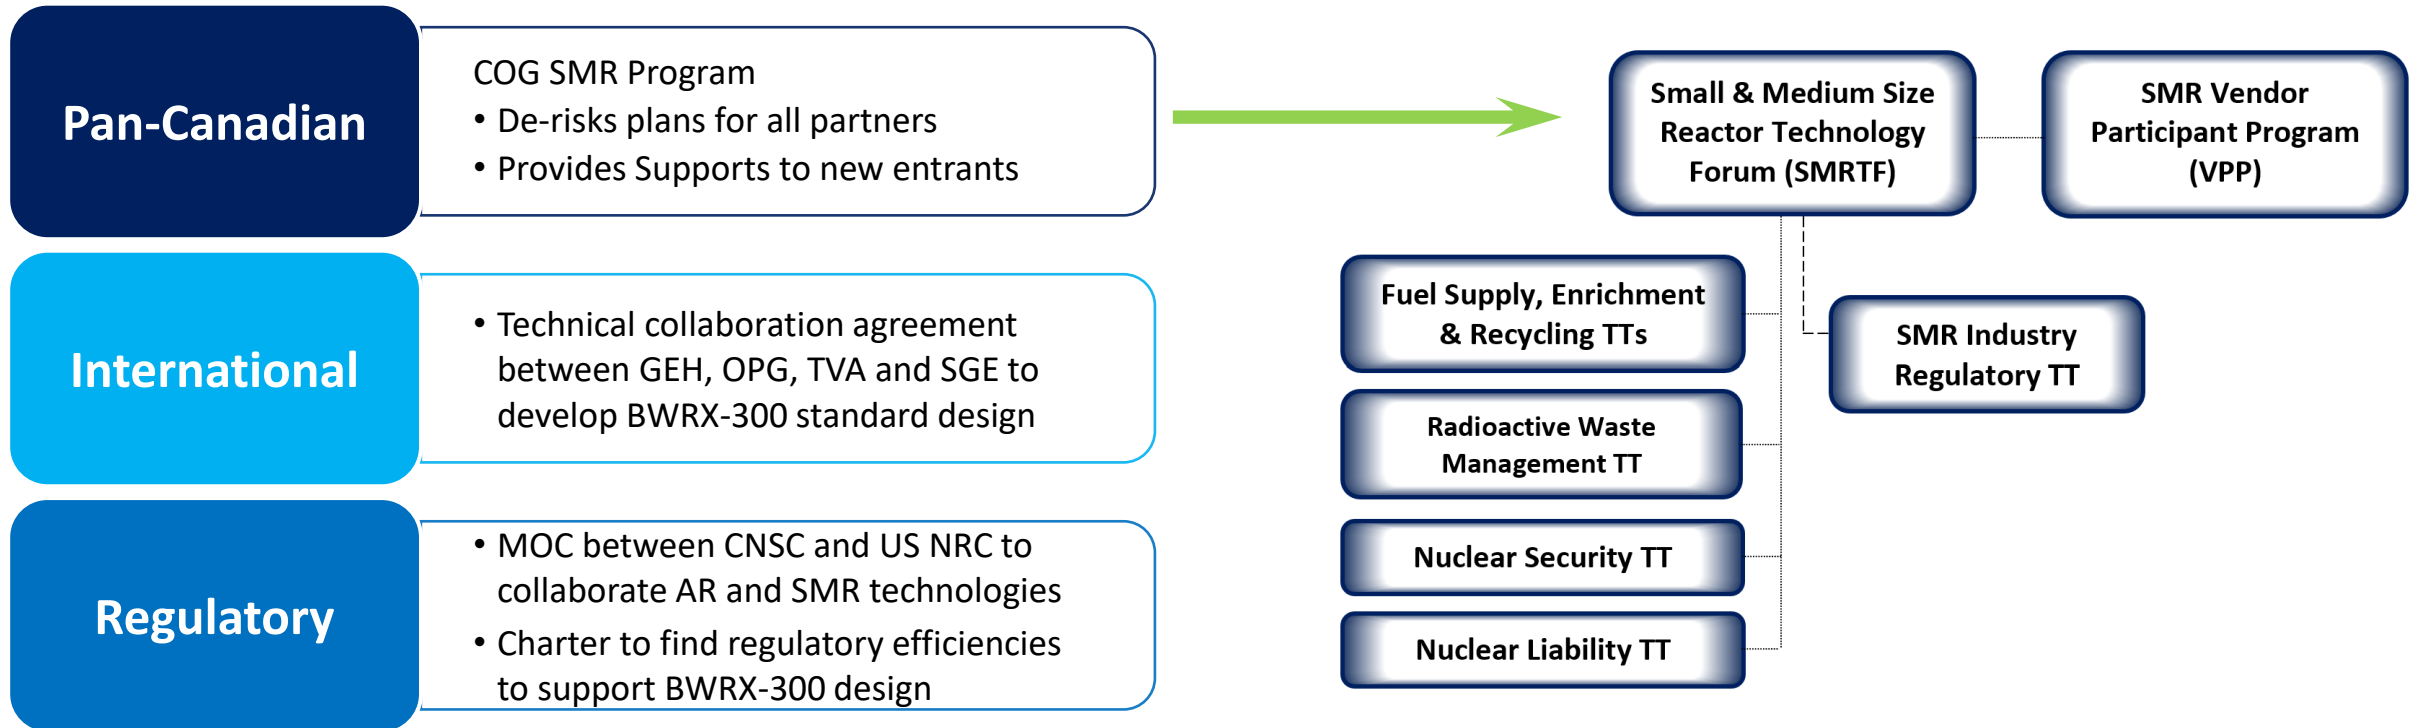 Pan-Canadian
COG SMR Program
• De-risks plans for all partners
• Provides Supports to new entrants
International
• Technical collaboration agreement
between GEH, OPG, TVA and SGE to
develop BWRX-300 standard design
Regulatory
• MOC between CNSC and US NRC to
collaborate AR and SMR technologies
• Charter to find regulatory efficiencies
to support BWRX-300 design
Small & Medium Size
Reactor Technology
Forum (SMRTF)
SMR Vendor
Participant Program
(VPP)
Fuel Supply, Enrichment
& Recycling TTs
SMR Industry
Regulatory TT
Radioactive Waste
Management TT
Nuclear Security TT
Nuclear Liability TT